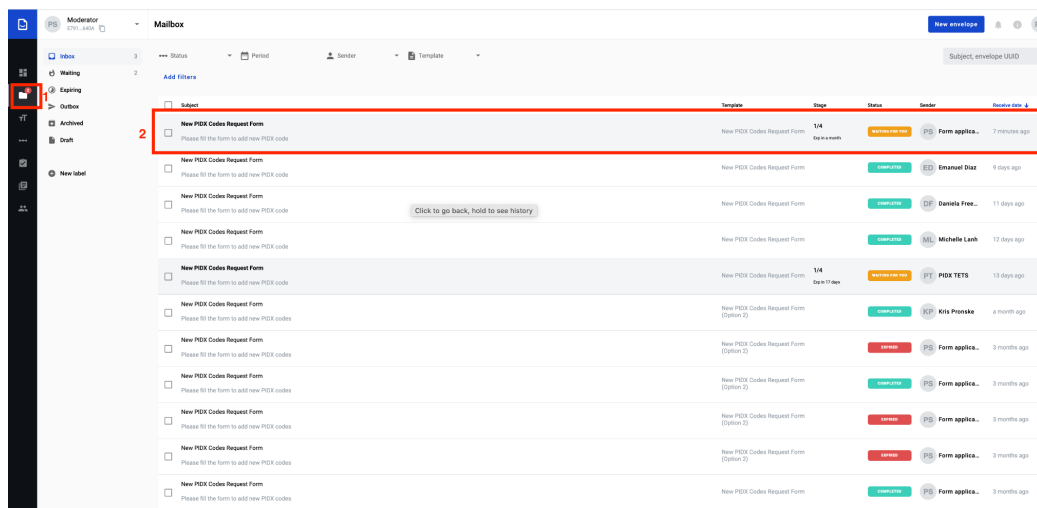 PS Moderator
E791...640A
Mailbox
New envelope
Inbox 3
Waiting 2
Expiring
Outbox
Archived
Draft
New label
1
Status Period Sender Template
Subject, envelope UUID
Add filters
Subject Template Stage Status Sender Receive date
2
New PIDX Codes Request Form
Please fill the form to add new PIDX code
New PIDX Codes Request Form
1/4
Exp in a month
WAITING FOR YOU
PS Form applica... 7 minutes ago
New PIDX Codes Request Form
Please fill the form to add new PIDX code
New PIDX Codes Request Form
COMPLETED
ED Emanuel Diaz 9 days ago
New PIDX Codes Request Form
Please fill the form to add new PIDX code
Click to go back, hold to see history
New PIDX Codes Request Form
COMPLETED
DF Daniela Free... 11 days ago
New PIDX Codes Request Form
Please fill the form to add new PIDX code
New PIDX Codes Request Form
COMPLETED
ML Michelle Lanh 12 days ago
New PIDX Codes Request Form
Please fill the form to add new PIDX code
New PIDX Codes Request Form
1/4
Exp in 17 days
WAITING FOR YOU
PT PIDX TETS 13 days ago
New PIDX Codes Request Form
Please fill the form to add new PIDX codes
New PIDX Codes Request Form
(Option 2)
COMPLETED
KP Kris Pronske a month ago
New PIDX Codes Request Form
Please fill the form to add new PIDX codes
New PIDX Codes Request Form
(Option 2)
EXPIRED
PS Form applica... 3 months ago
New PIDX Codes Request Form
Please fill the form to add new PIDX codes
New PIDX Codes Request Form
(Option 2)
COMPLETED
PS Form applica... 3 months ago
New PIDX Codes Request Form
Please fill the form to add new PIDX codes
New PIDX Codes Request Form
(Option 2)
EXPIRED
PS Form applica... 3 months ago
New PIDX Codes Request Form
Please fill the form to add new PIDX codes
New PIDX Codes Request Form
(Option 2)
EXPIRED
PS Form applica... 3 months ago
New PIDX Codes Request Form
Please fill the form to add new PIDX codes
New PIDX Codes Request Form
COMPLETED
PS Form applica... 3 months ago